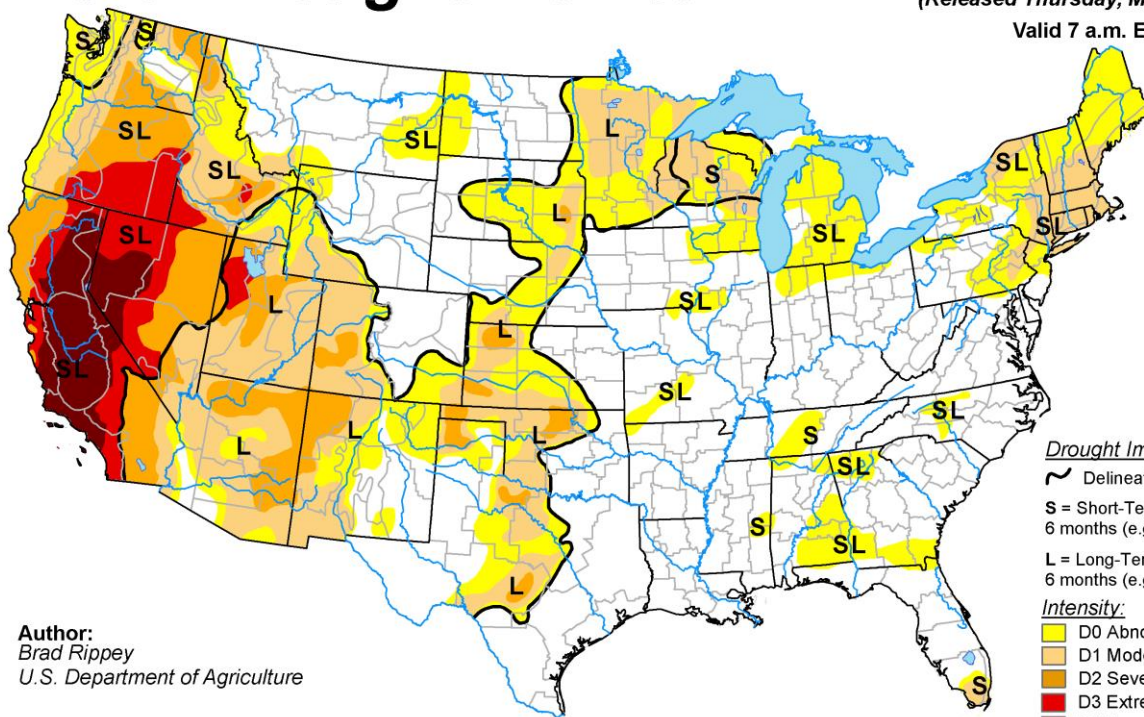 (Released Thursday, M
Valid 7 a.m. E
S
S
SL
SL
L
SL
S
SL
L
SL
SL
SL
L
L
SL
SL
SL
L
L
L
S
SL
SL
S
SL
L
S
Author:
Brad Rippey
U.S. Department of Agriculture
Drought Im
Delineat
S = Short-Te
6 months (e.g
L = Long-Ter
6 months (e.g
Intensity:
D0 Abno
D1 Mode
D2 Seve
D3 Extre